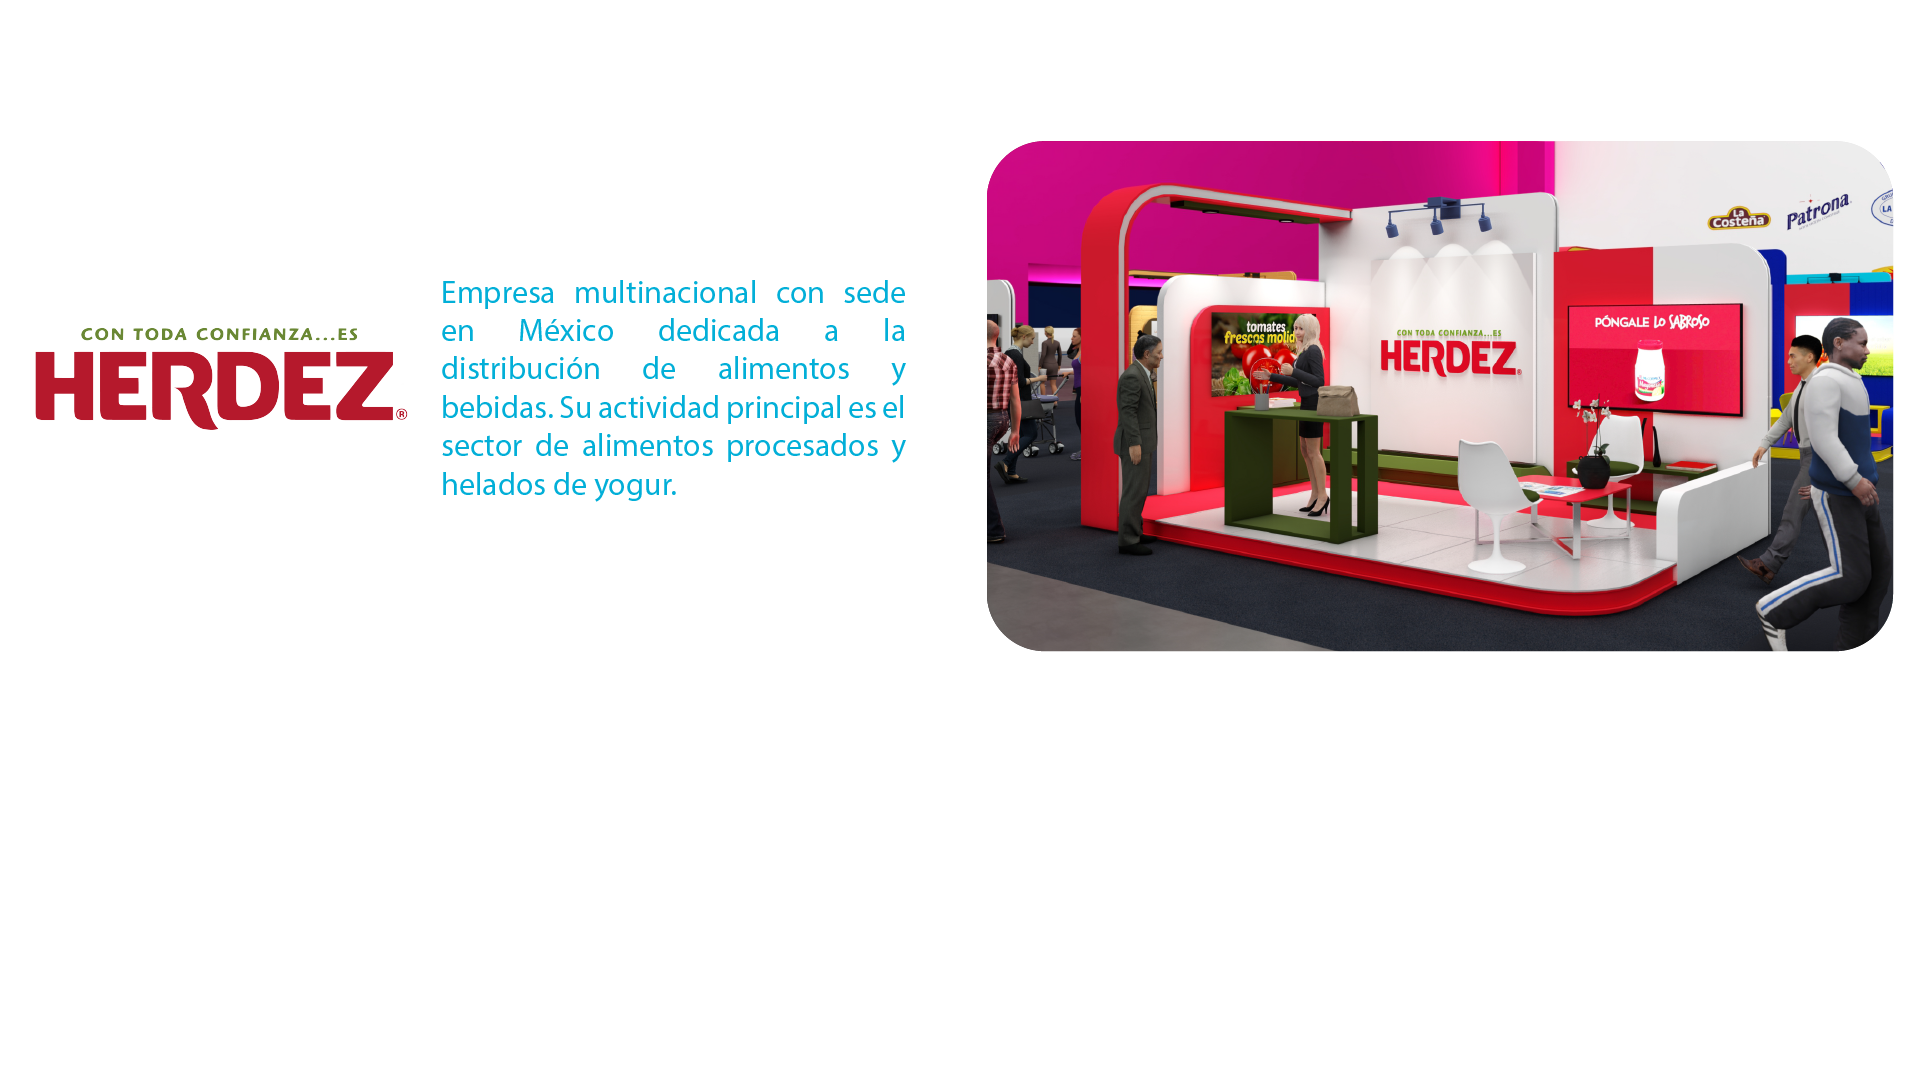 CON TODA CONFIANZA...ES
HERDEZ®
Empresa multinacional con sede
en México dedicada a la
distribución de alimentos y
bebidas. Su actividad principal es el
sector de alimentos procesados y
helados de yogur.
La
Costeña
Patrona
LA
tomates
frescos molid
CON TODA CONFIANZA...ES
HERDEZ®
PÓNGALE LO SABROSO